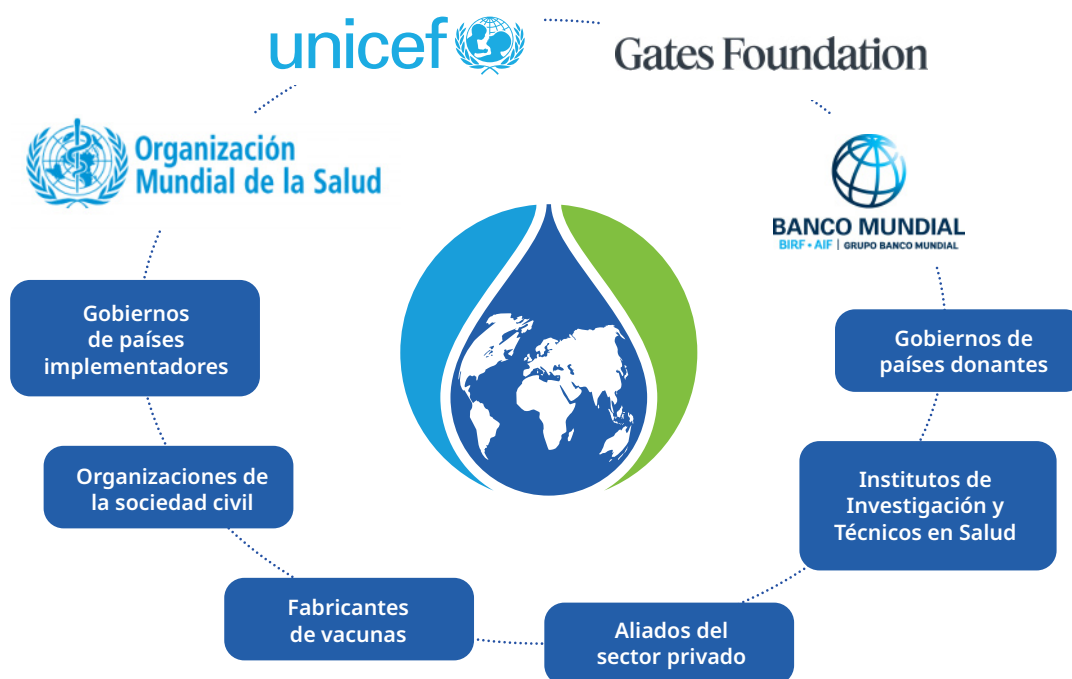 unicef
Gates Foundation
Organización
Mundial de la Salud
BANCO MUNDIAL
BIRF • AIF | GRUPO BANCO MUNDIAL
Gobiernos
de países
implementadores
Gobiernos de
países donantes
Organizaciones de
la sociedad civil
Institutos de
Investigación y
Técnicos en Salud
Fabricantes
de vacunas
Aliados del
sector privado